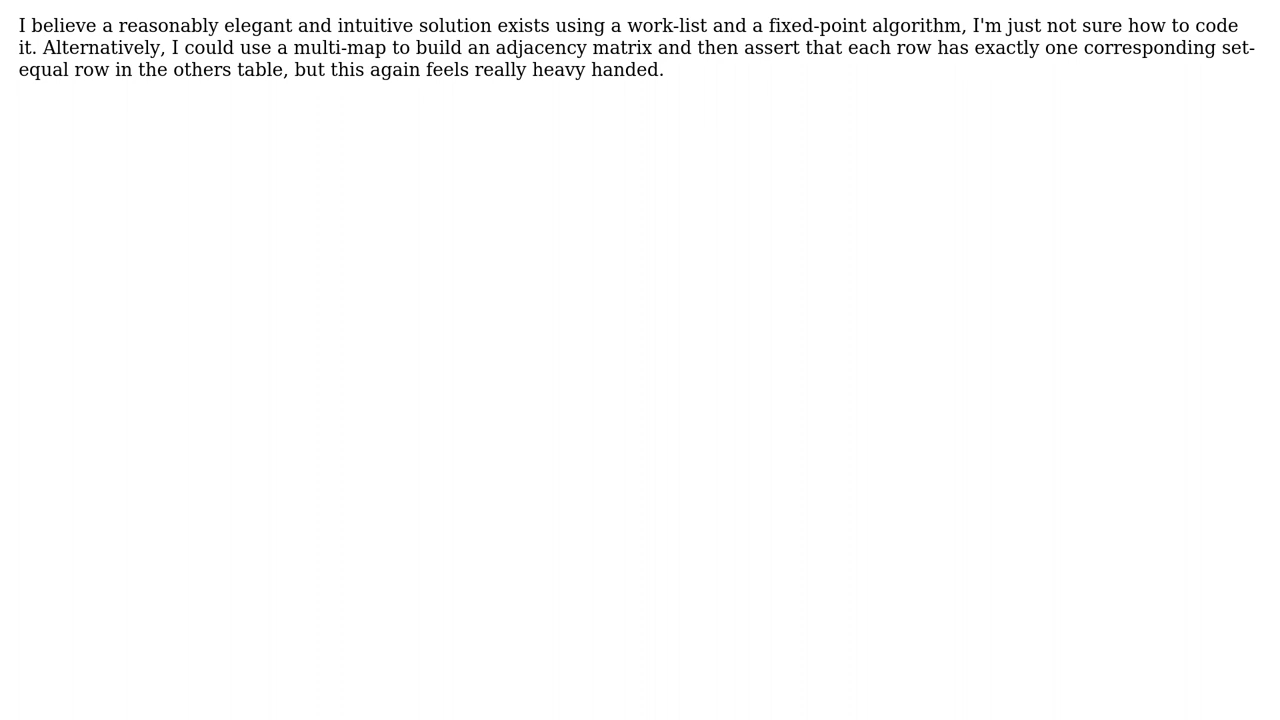 I believe a reasonably elegant and intuitive solution exists using a work-list and a fixed-point algorithm, I'm just not sure how to code
it. Alternatively, I could use a multi-map to build an adjacency matrix and then assert that each row has exactly one corresponding set-
equal row in the others table, but this again feels really heavy handed.